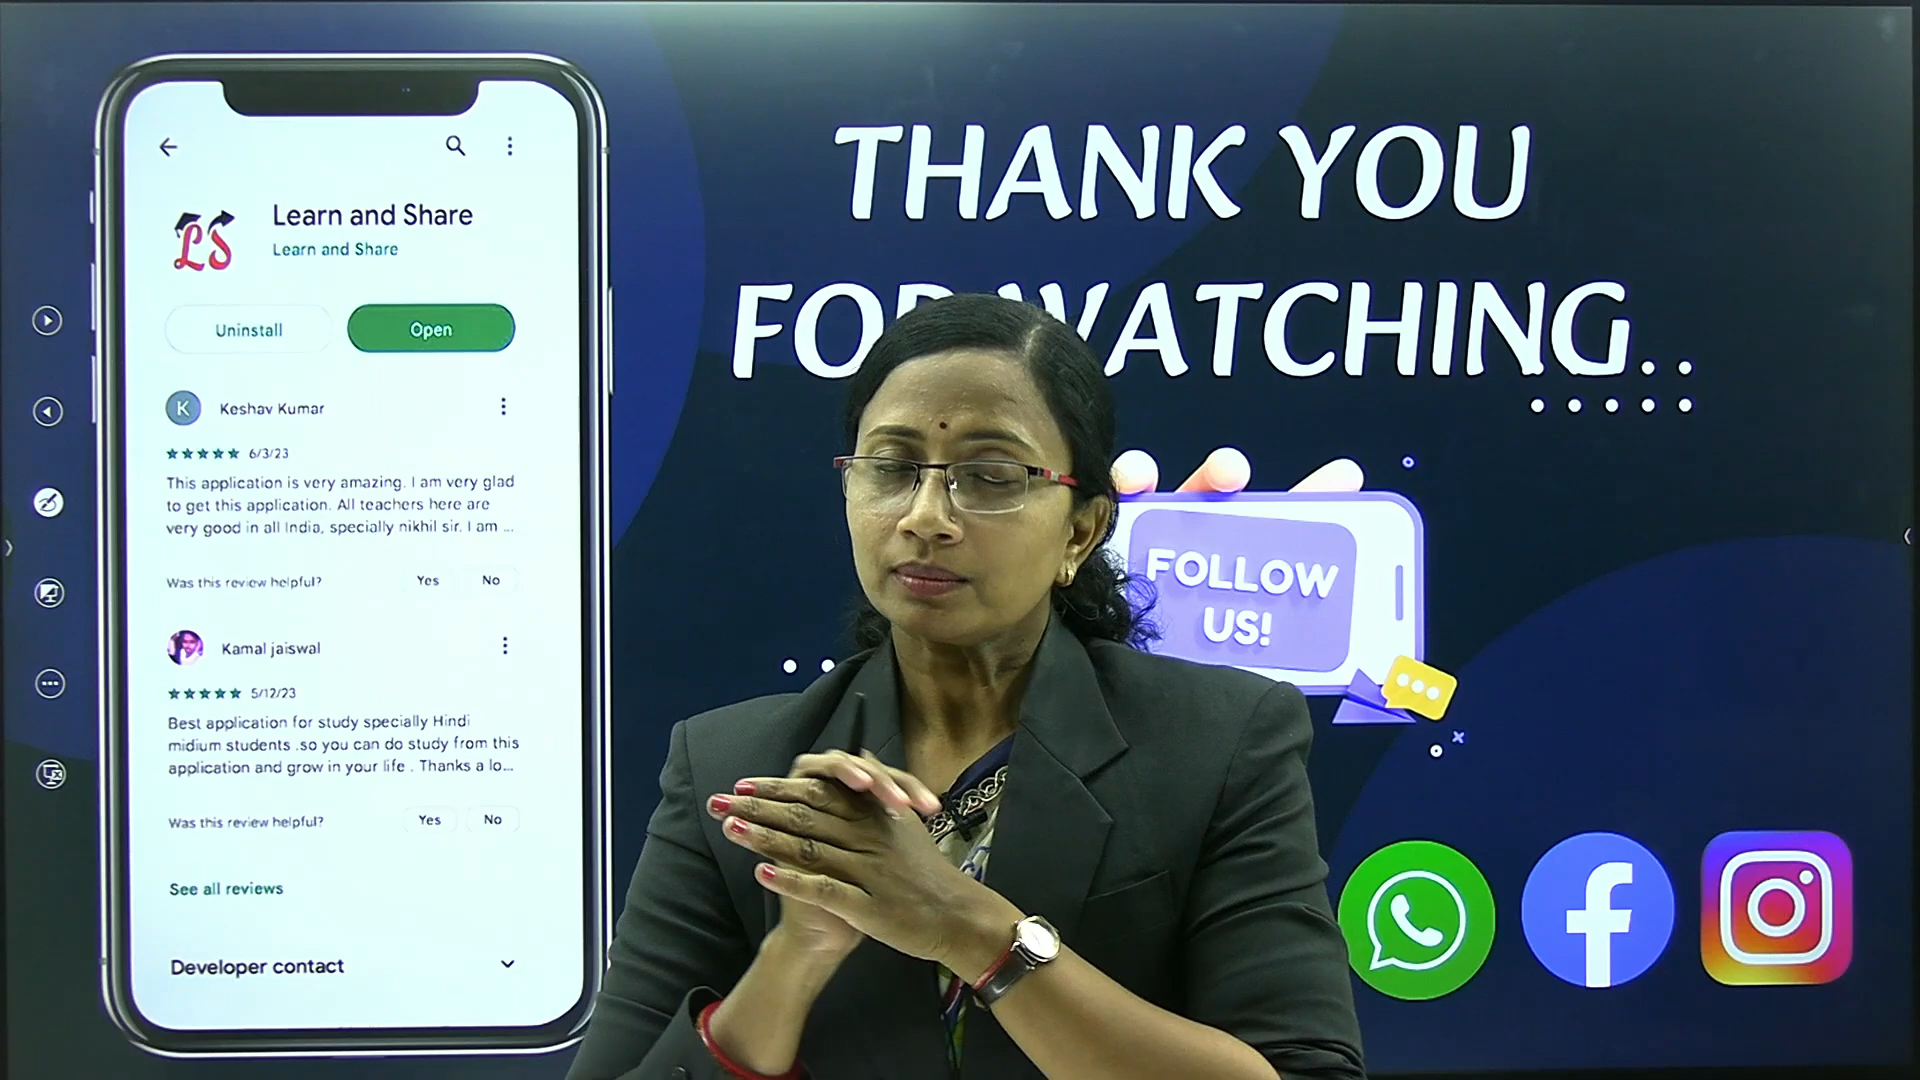 THANK YOU
FOR WATCHING..
Learn and Share
Learn and Share
LS
Uninstall
Open
K
Keshav Kumar
★★★★★ 6/3/23
This application is very amazing. I am very glad
to get this application. All teachers here are
very good in all India, specially nikhil sir. I am ...
Was this review helpful?
Yes
No
Kamal jaiswal
★★★★★ 5/12/23
Best application for study specially Hindi
midium students .so you can do study from this
application and grow in your life . Thanks a lo...
Was this review helpful?
Yes
No
See all reviews
Developer contact
FOLLOW
US!